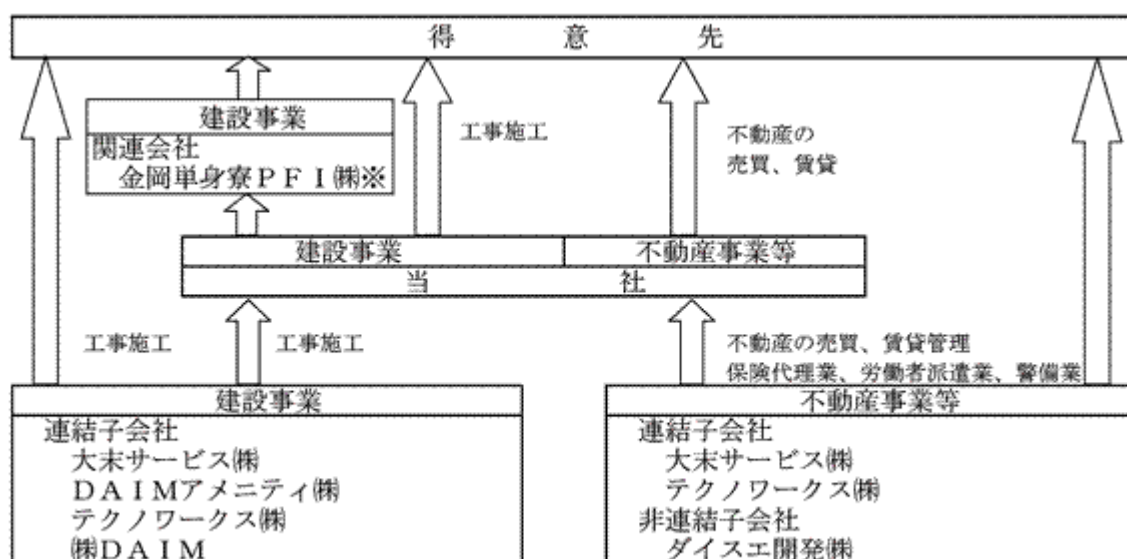 得意先
建設事業
関連会社
金岡単身寮PFI㈱※
工事施工
不動産の
売買、賃貸
建設事業
不動産事業等
当社
工事施工
工事施工
不動産の売買、賃貸管理
保険代理業、労働者派遣業、警備業
建設事業
連結子会社
大末サービス㈱
DAIMアメニティ㈱
テクノワークス㈱
㈱DAIM
不動産事業等
連結子会社
大末サービス㈱
テクノワークス㈱
非連結子会社
ダイスエ開発㈱